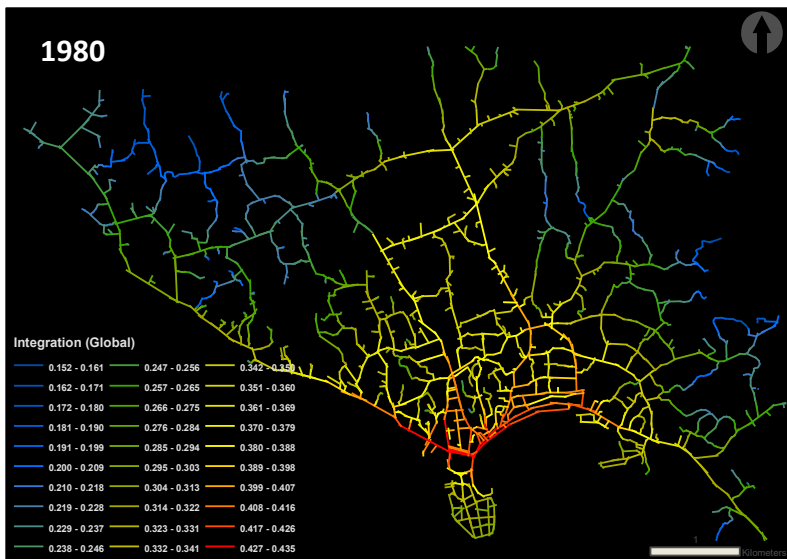 1980
Integration (Global)
0.152 - 0.161 0.247 - 0.256 0.342 - 0.350
0.162 - 0.171 0.257 - 0.265 0.351 - 0.360
0.172 - 0.180 0.266 - 0.275 0.361 - 0.369
0.181 - 0.190 0.276 - 0.284 0.370 - 0.379
0.191 - 0.199 0.285 - 0.294 0.380 - 0.388
0.200 - 0.209 0.295 - 0.303 0.389 - 0.398
0.210 - 0.218 0.304 - 0.313 0.399 - 0.407
0.219 - 0.228 0.314 - 0.322 0.408 - 0.416
0.229 - 0.237 0.323 - 0.331 0.417 - 0.426
0.238 - 0.246 0.332 - 0.341 0.427 - 0.435
1
Kilometers